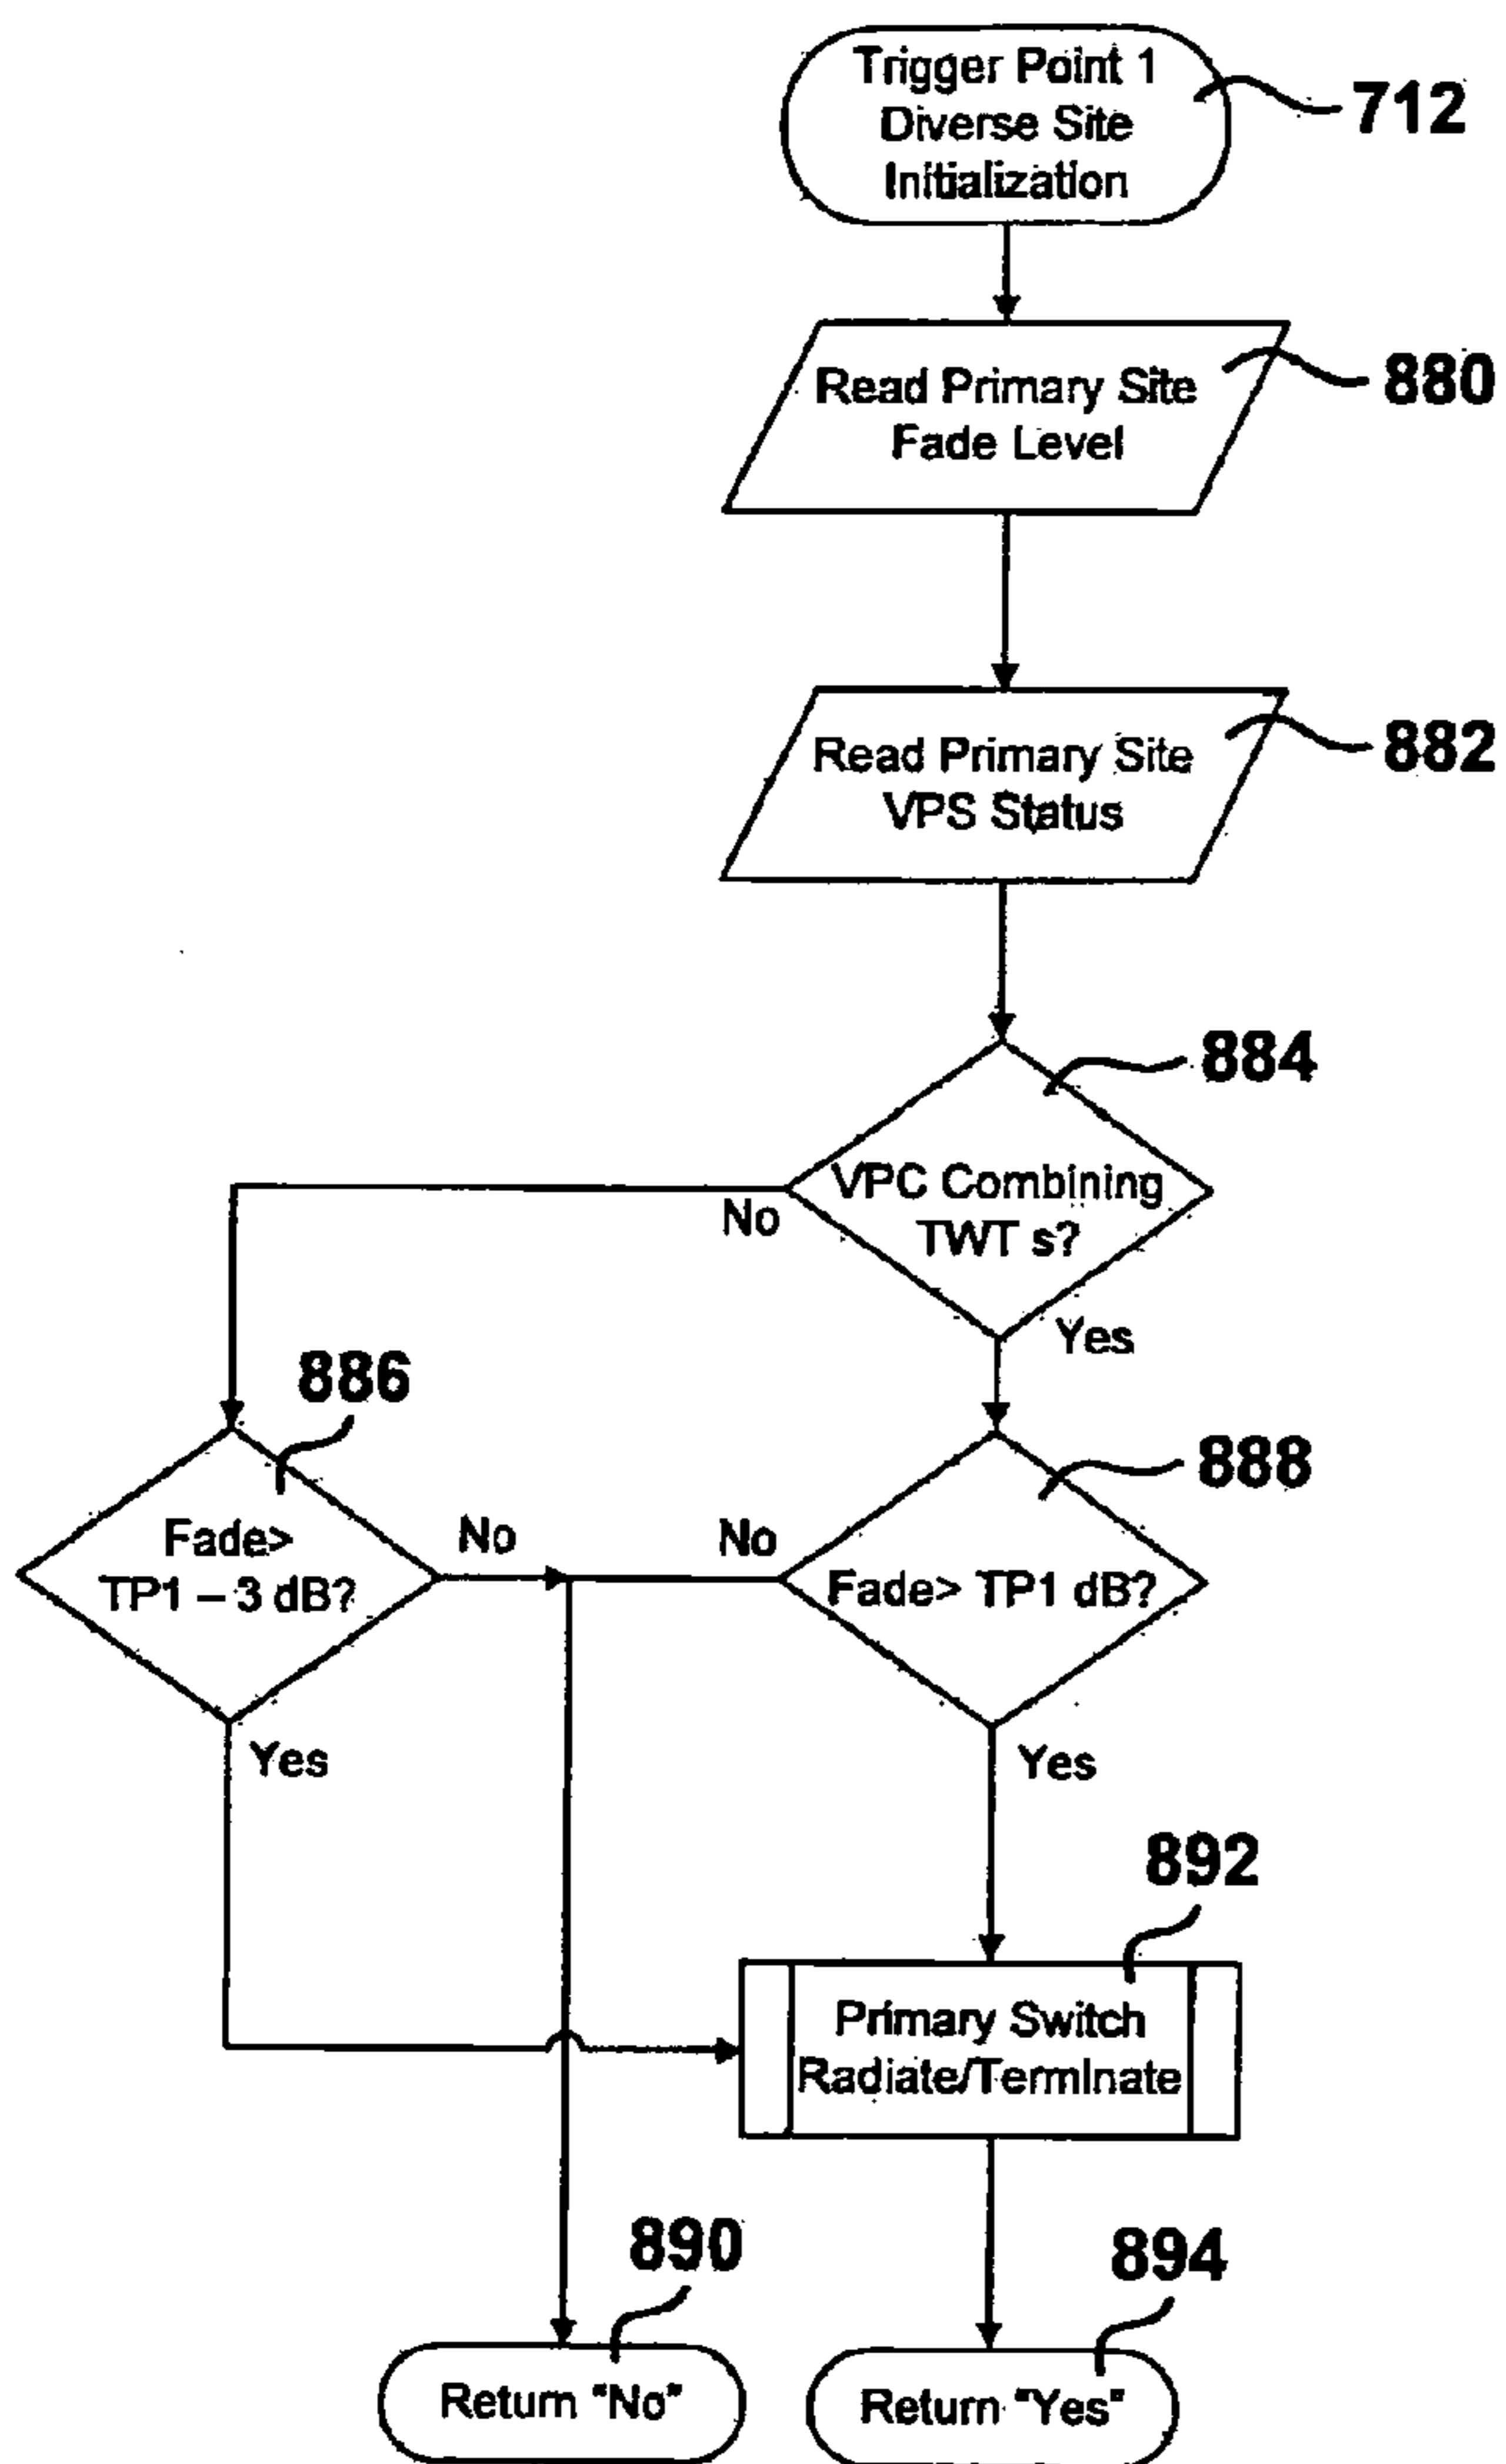 Trigger Point 1
Diverse Site
Initialization
712
Read Primary Site
Fade Level
880
Read Primary Site
VPS Status
882
884
VPC Combining
TWT s?
No
Yes
886
Fade>
TP1 – 3 dB?
No
Yes
888
No
Fade> TP1 dB?
Yes
892
Primary Switch
Radiate/Terminate
890
Return "No"
894
Return "Yes"